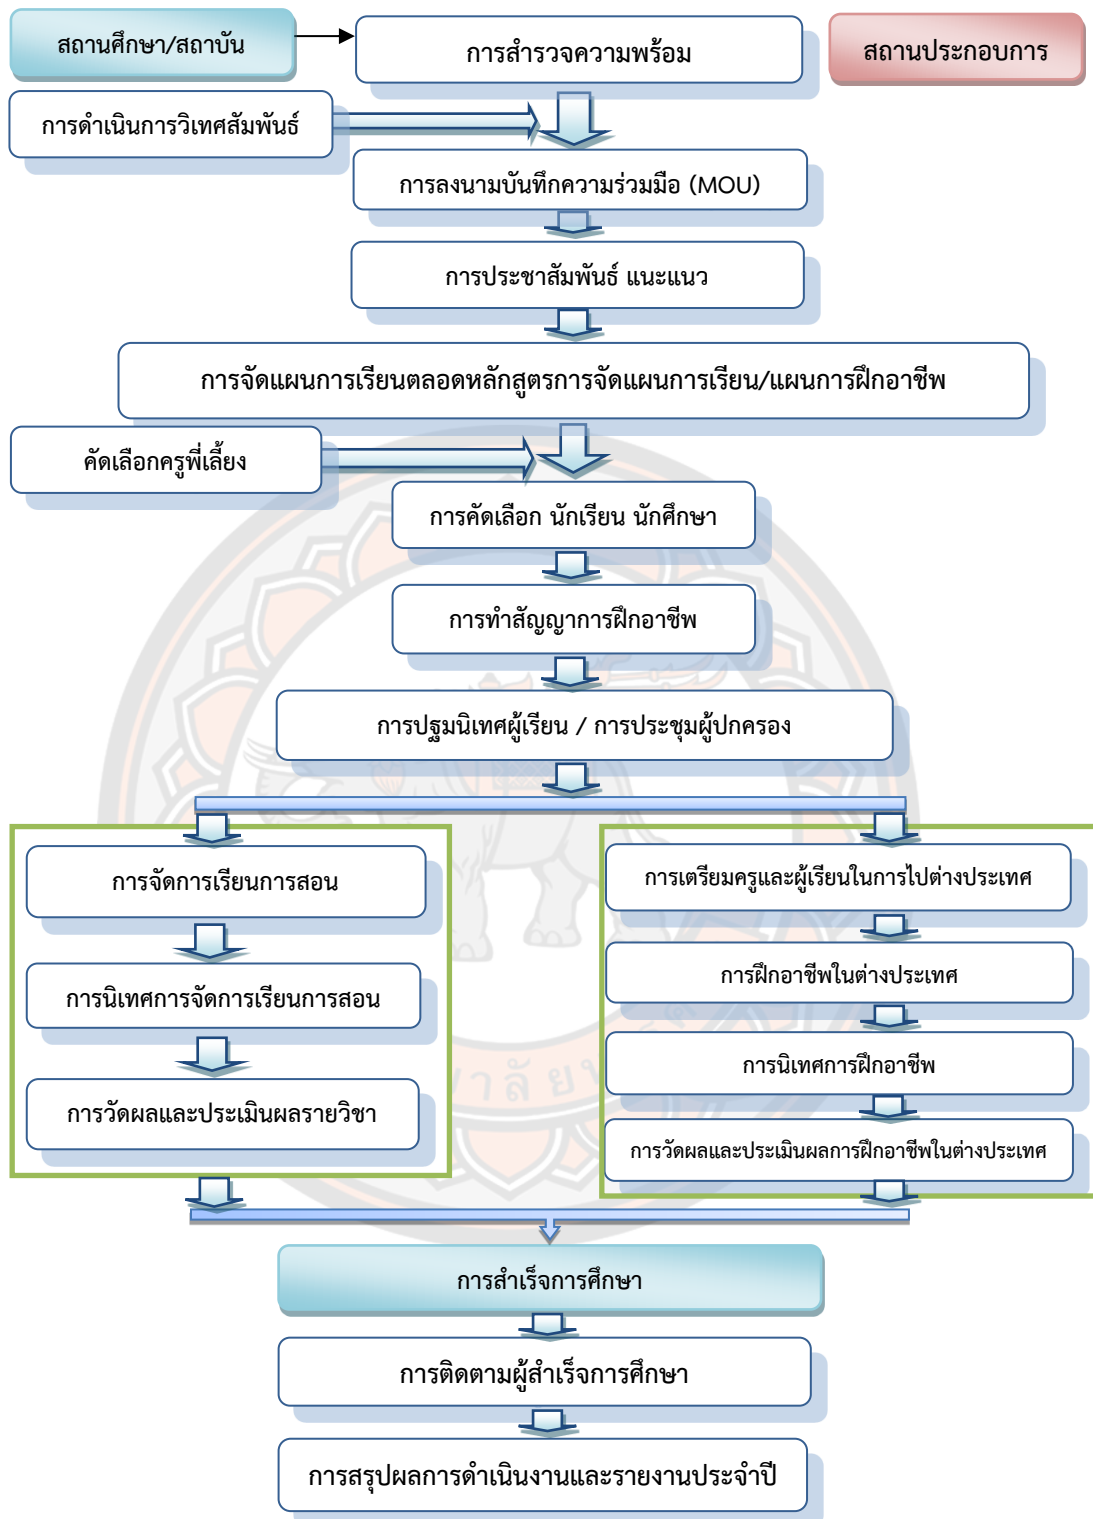 สถานศึกษา/สถาบัน
การสำรวจความพร้อม
สถานประกอบการ
การดำเนินการวิเทศสัมพันธ์
การลงนามบันทึกความร่วมมือ (MOU)
การประชาสัมพันธ์ แนะแนว
การจัดแผนการเรียนตลอดหลักสูตรการจัดแผนการเรียน/แผนการฝึกอาชีพ
คัดเลือกครูพี่เลี้ยง
การคัดเลือก นักเรียน นักศึกษา
การทำสัญญาการฝึกอาชีพ
การปฐมนิเทศผู้เรียน / การประชุมผู้ปกครอง
การจัดการเรียนการสอน
การนิเทศการจัดการเรียนการสอน
การวัดผลและประเมินผลรายวิชา
การเตรียมครูและผู้เรียนในการไปต่างประเทศ
การฝึกอาชีพในต่างประเทศ
การนิเทศการฝึกอาชีพ
การวัดผลและประเมินผลการฝึกอาชีพในต่างประเทศ
การสำเร็จการศึกษา
การติดตามผู้สำเร็จการศึกษา
การสรุปผลการดำเนินงานและรายงานประจำปี